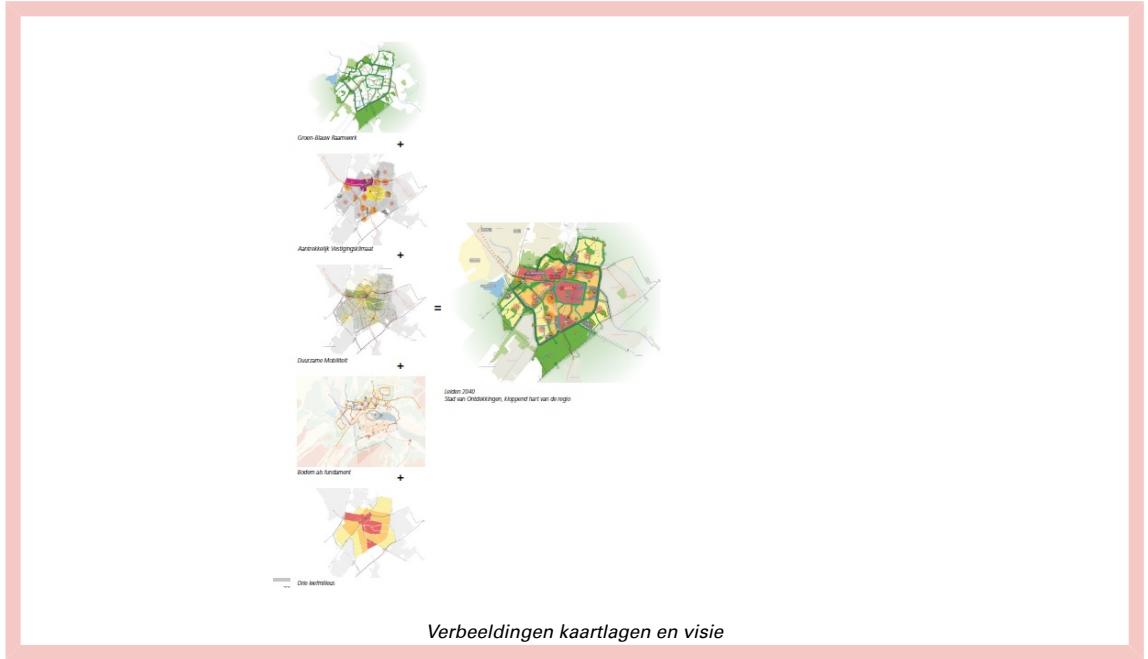 Groen-Blauw Raamwerk
+
Aantrekkelijk Vestigingsklimaat
+
Duurzame Mobiliteit
+
=
Leiden 2040
Stad van Ontdekkingen, kloppend hart van de regio
Bodem als fundament
+
Drie leefmilieus
Verbeeldingen kaartlagen en visie